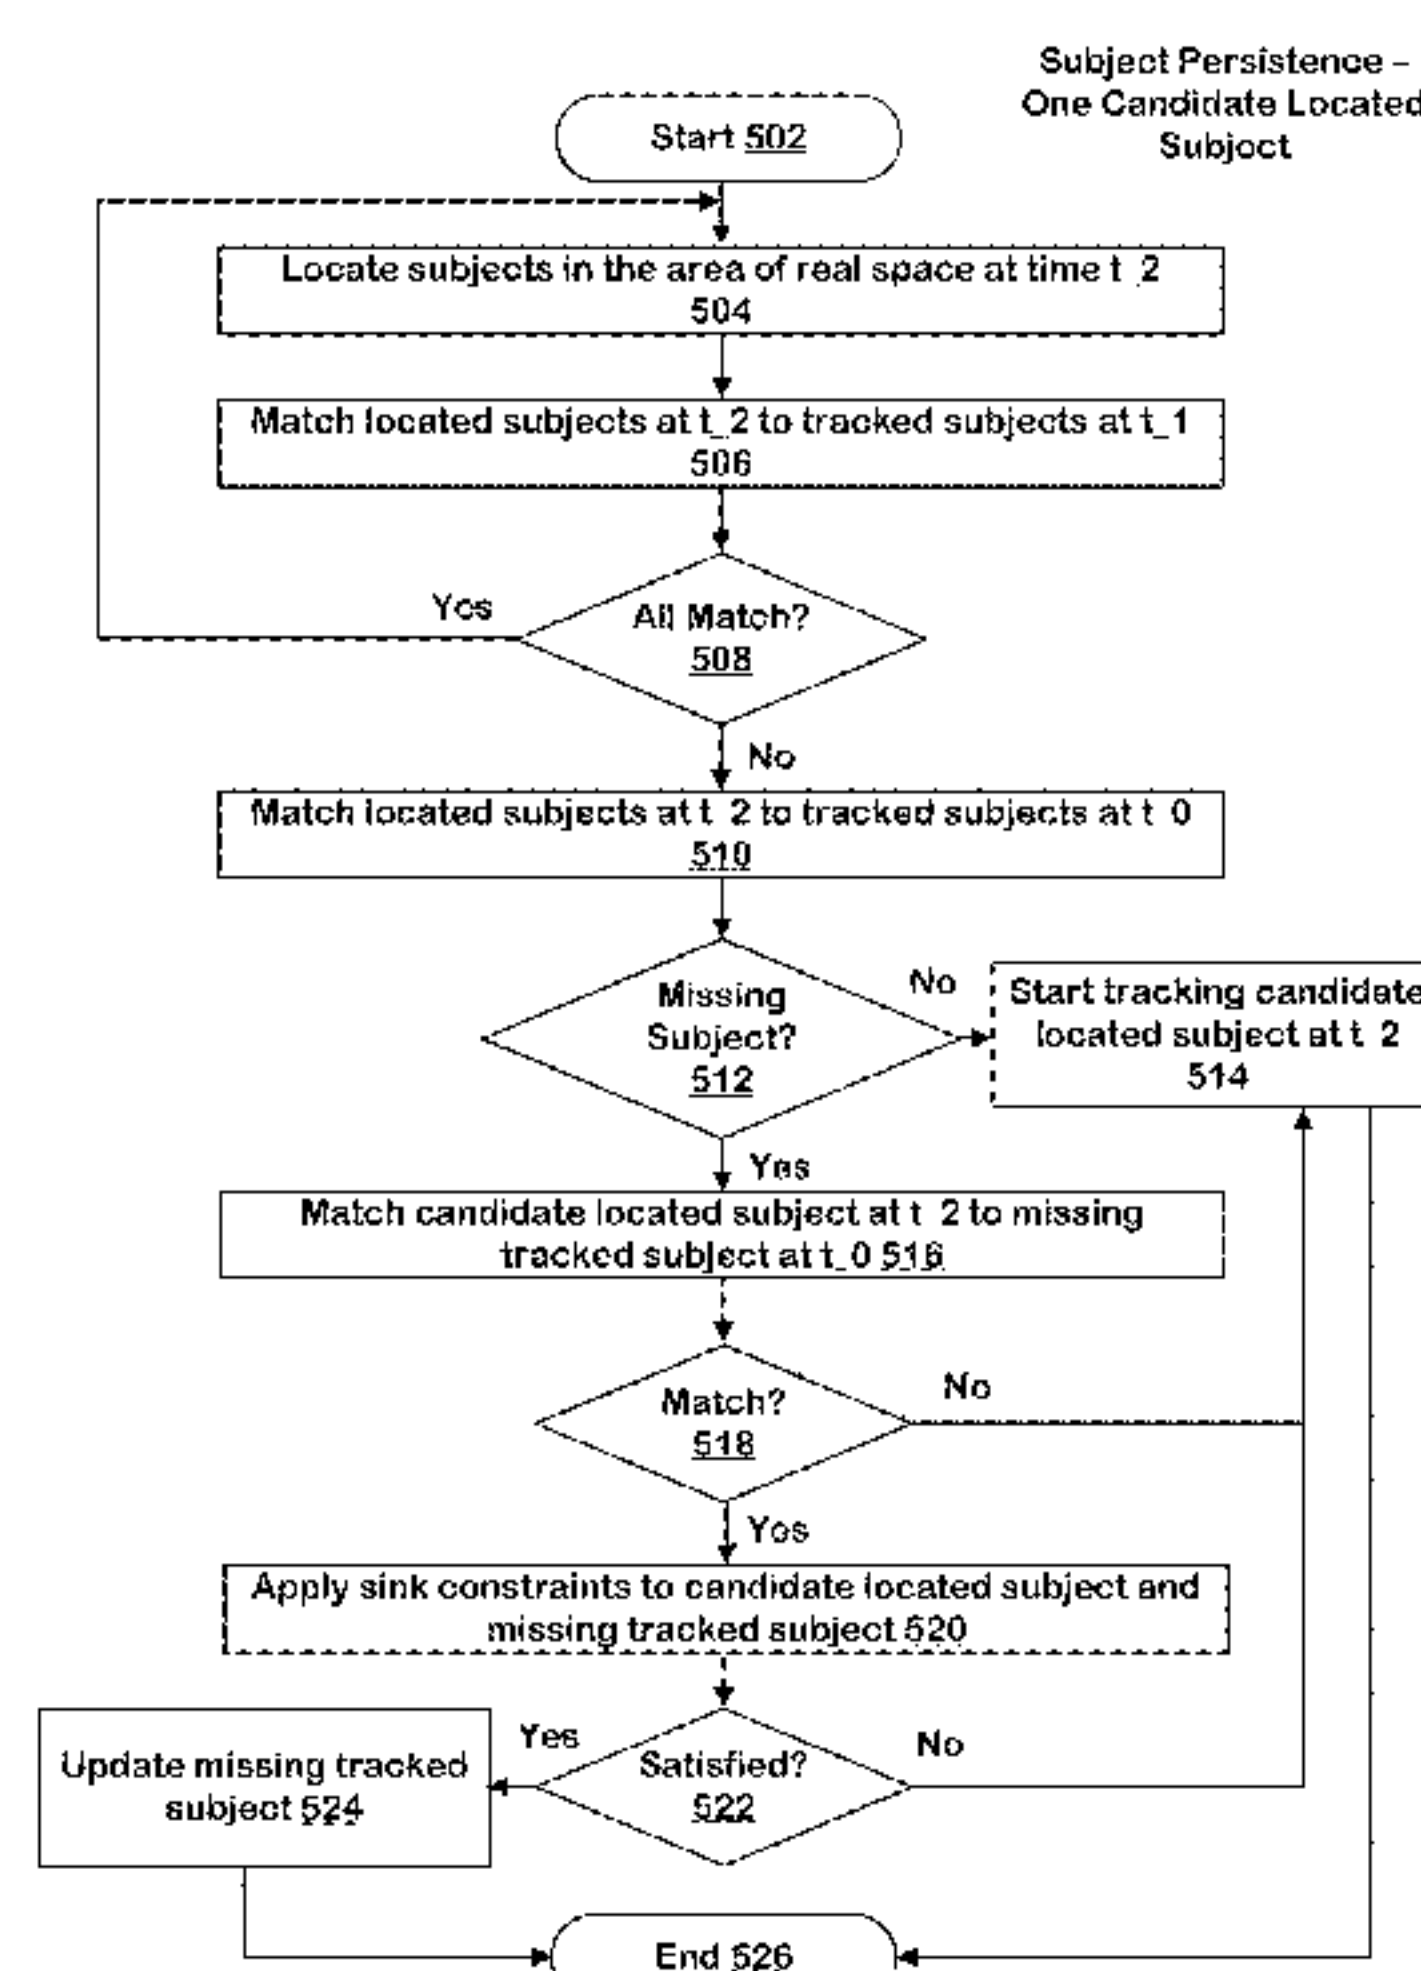 Subject Persistence –
One Candidate Located
Subject
Start 502
Locate subjects in the area of real space at time t_2
504
Match located subjects at t_2 to tracked subjects at t_1
506
Yes
All Match?
508
No
Match located subjects at t_2 to tracked subjects at t_0
510
Missing
Subject?
512
No
Start tracking candidate
located subject at t_2
514
Yes
Match candidate located subject at t_2 to missing
tracked subject at t_0 516
Match?
518
No
Yes
Apply sink constraints to candidate located subject and
missing tracked subject 520
Update missing tracked
subject 524
Yes
Satisfied?
522
No
End 526